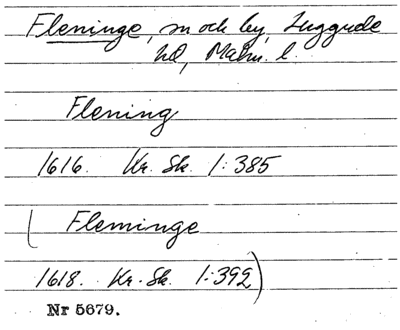 Fleninge, sn och by, Luggude
hd, Malm. l.
Flening
1616. Kr. Sk. 1:385
( Fleminge
1618. Kr. Sk. 1:392)
Nr 5679.